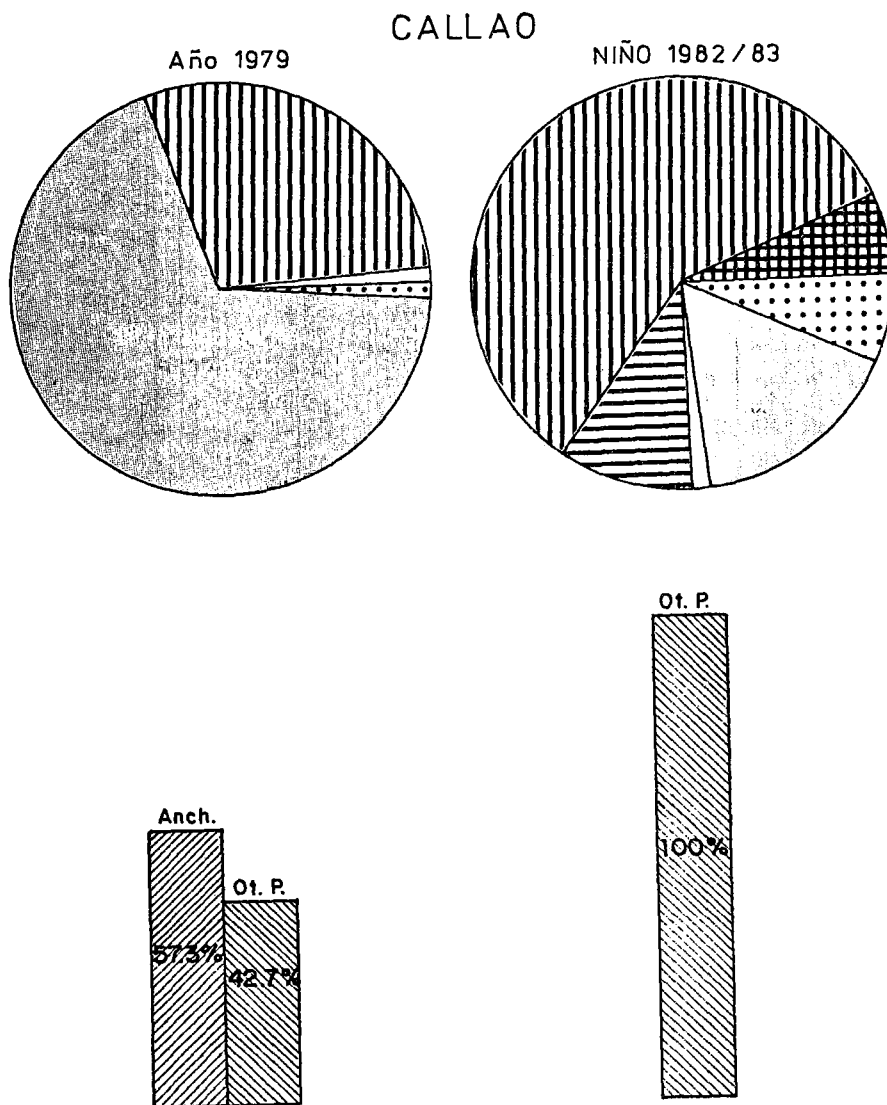 CALLAO
Año 1979
NIÑO 1982/83
Ot. P.
Anch.
100%
Ot. P.
57.3%
42.7%